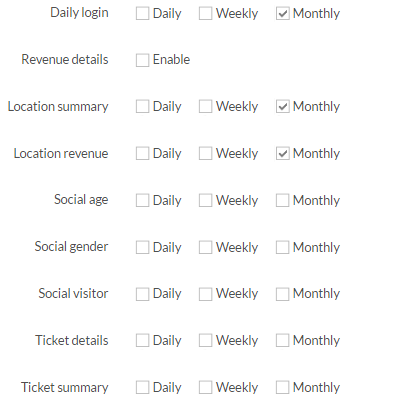 Daily login Daily Weekly Monthly
Revenue details Enable
Location summary Daily Weekly Monthly
Location revenue Daily Weekly Monthly
Social age Daily Weekly Monthly
Social gender Daily Weekly Monthly
Social visitor Daily Weekly Monthly
Ticket details Daily Weekly Monthly
Ticket summary Daily Weekly Monthly